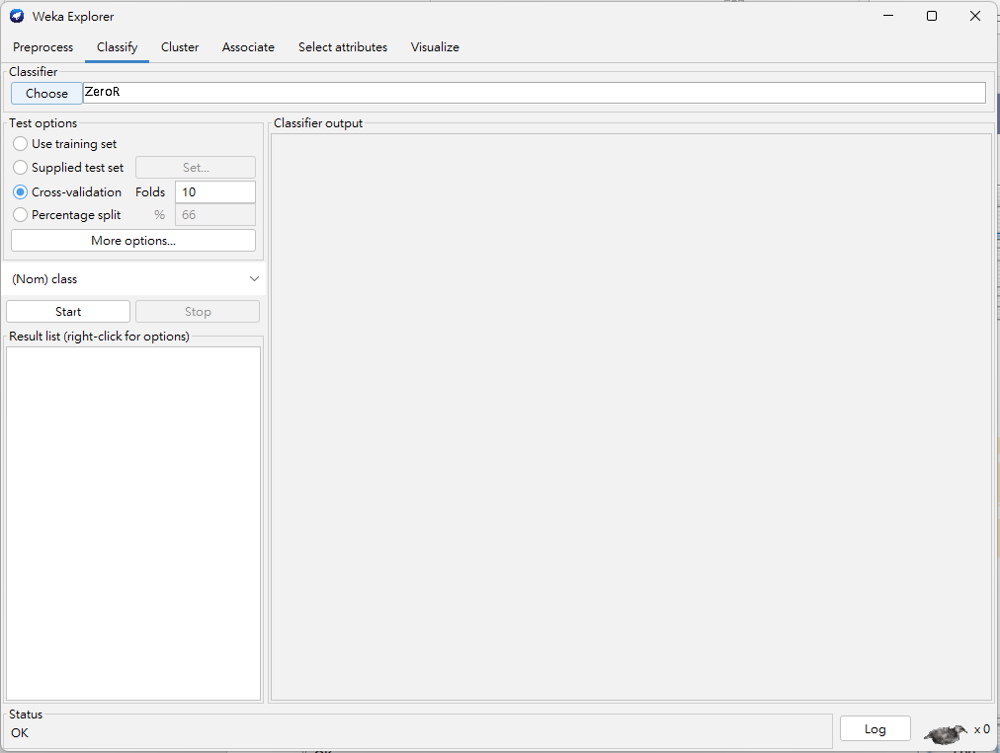 Weka Explorer
Preprocess Classify Cluster Associate Select attributes Visualize
Classifier
Choose ZeroR
Test options
Use training set
Supplied test set Set...
Cross-validation Folds 10
Percentage split % 66
More options...
(Nom) class
Start Stop
Result list (right-click for options)
Classifier output
Status
OK
Log x 0